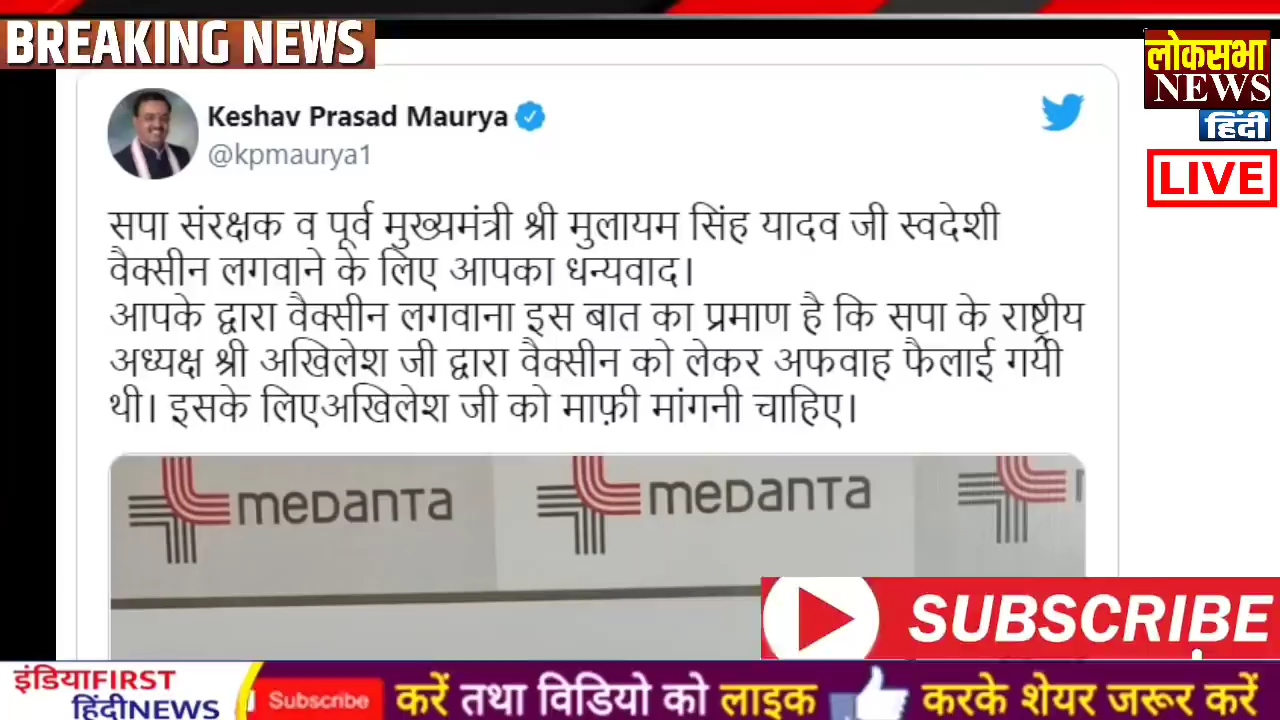 BREAKING NEWS
लोकसभा
NEWS
हिंदी
LIVE
Keshav Prasad Maurya
@kpmaurya1
सपा संरक्षक व पूर्व मुख्यमंत्री श्री मुलायम सिंह यादव जी स्वदेशी
वैक्सीन लगवाने के लिए आपका धन्यवाद।
आपके द्वारा वैक्सीन लगवाना इस बात का प्रमाण है कि सपा के राष्ट्रीय
अध्यक्ष श्री अखिलेश जी द्वारा वैक्सीन को लेकर अफवाह फैलाई गयी
थी। इसके लिएअखिलेश जी को माफ़ी मांगनी चाहिए।
medanta medanta
SUBSCRIBE
इंडियाFIRST
हिंदीNEWS
Subscribe करें तथा विडियो को लाइक करके शेयर जरूर करें